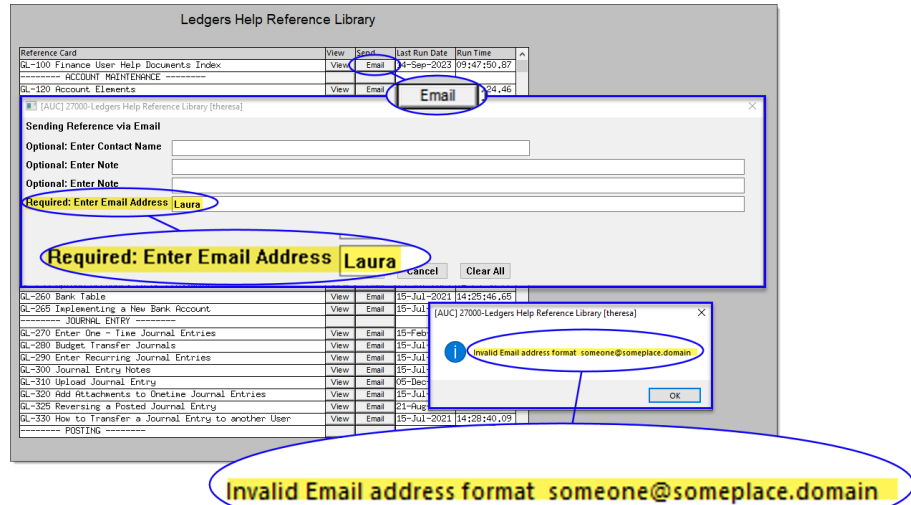 Ledgers Help Reference Library
Reference Card View Send Last Run Date Run Time
GL-100 Finance User Help Documents Index View Email 14-Sep-2023 09:47:50.87
-------- ACCOUNT MAINTENANCE --------
GL-120 Account Elements View Email 24.46
Email
[AUC] 27000-Ledgers Help Reference Library [theresa]
Sending Reference via Email
Optional: Enter Contact Name
Optional: Enter Note
Optional: Enter Note
Required: Enter Email Address Laura
Required: Enter Email Address Laura
Cancel Clear All
GL-260 Bank Table View Email 15-Jul-2021 14:25:46.65
GL-265 Implementing a New Bank Account View Email 15-Jul
-------- JOURNAL ENTRY --------
GL-270 Enter One - Time Journal Entries View Email 15-Feb
GL-280 Budget Transfer Journals View Email 15-Jul
GL-290 Enter Recurring Journal Entries View Email 15-Jul
GL-300 Journal Entry Notes View Email 15-Jul
GL-310 Upload Journal Entry View Email 05-Dec
GL-320 Add Attachments to Onetime Journal Entries View Email 15-Jul
GL-325 Reversing a Posted Journal Entry View Email 21-Aug
GL-330 How to Transfer a Journal Entry to another User View Email 15-Jul-2021 14:28:40.09
-------- POSTING --------
[AUC] 27000-Ledgers Help Reference Library [theresa]
Invalid Email address format someone@someplace.domain
OK
Invalid Email address format someone@someplace.domain